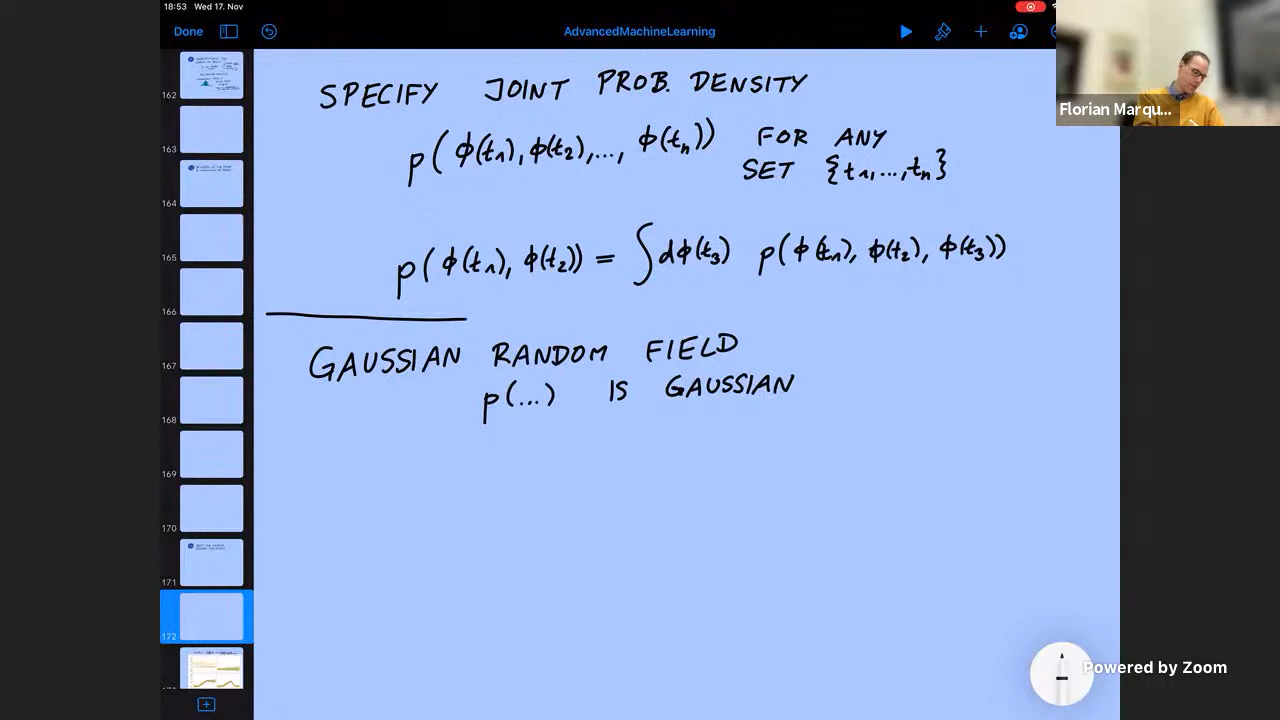 18:53 Wed 17. Nov
Done
AdvancedMachineLearning
162
163
164
165
166
167
168
169
170
171
172
SPECIFY JOINT PROB. DENSITY
p(ϕ(t1), ϕ(t2),..., ϕ(tn)) FOR ANY
SET {t1,...,tn}
p(ϕ(t1), ϕ(t2)) = ∫dϕ(t3) p(ϕ(t1), ϕ(t2), ϕ(t3))
GAUSSIAN RANDOM FIELD
p(...) IS GAUSSIAN
Florian Marqu...
Powered by Zoom